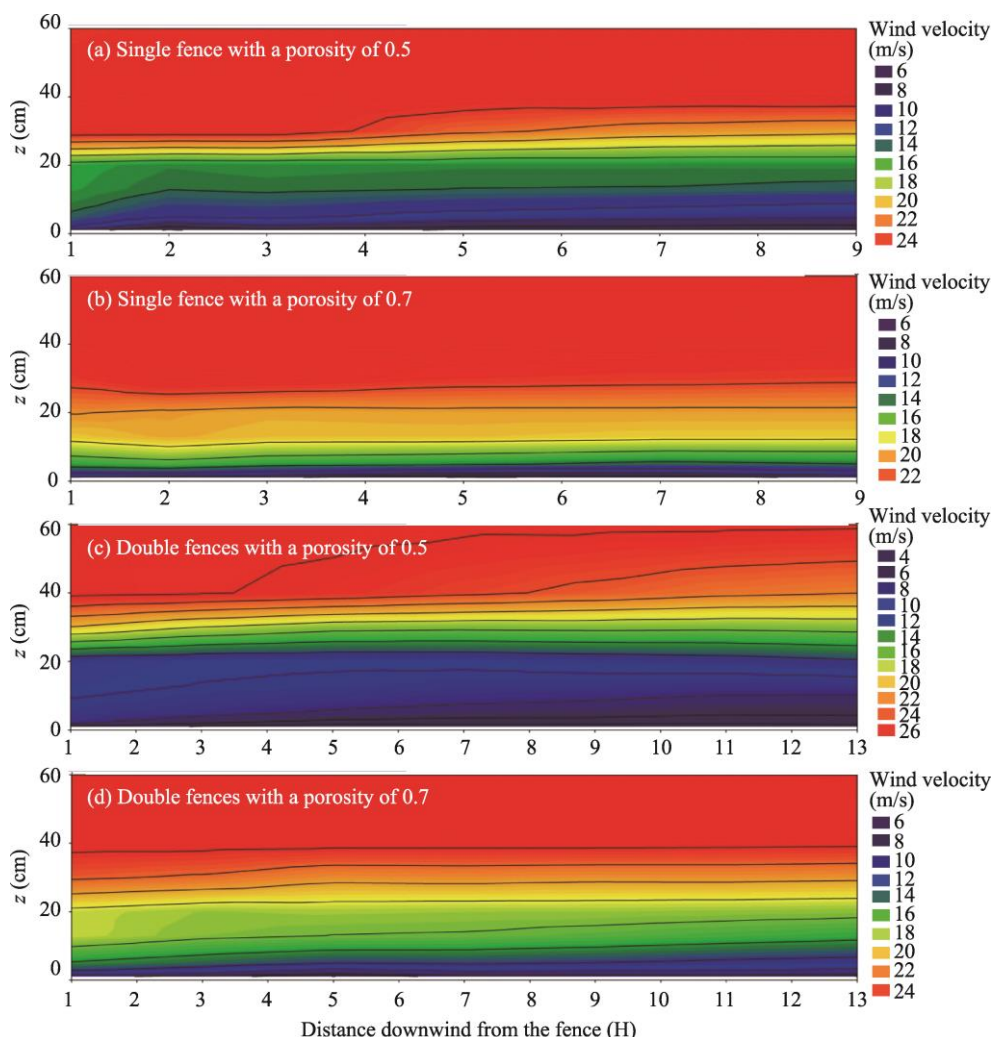 (a) Single fence with a porosity of 0.5
z (cm)
60
40
20
0
1 2 3 4 5 6 7 8 9
Wind velocity
(m/s)
6
8
10
12
14
16
18
20
22
24
(b) Single fence with a porosity of 0.7
z (cm)
60
40
20
0
1 2 3 4 5 6 7 8 9
Wind velocity
(m/s)
6
8
10
12
14
16
18
20
22
(c) Double fences with a porosity of 0.5
z (cm)
60
40
20
0
1 2 3 4 5 6 7 8 9 10 11 12 13
Wind velocity
(m/s)
4
6
8
10
12
14
16
18
20
22
24
26
(d) Double fences with a porosity of 0.7
z (cm)
60
40
20
0
1 2 3 4 5 6 7 8 9 10 11 12 13
Wind velocity
(m/s)
6
8
10
12
14
16
18
20
22
24
Distance downwind from the fence (H)